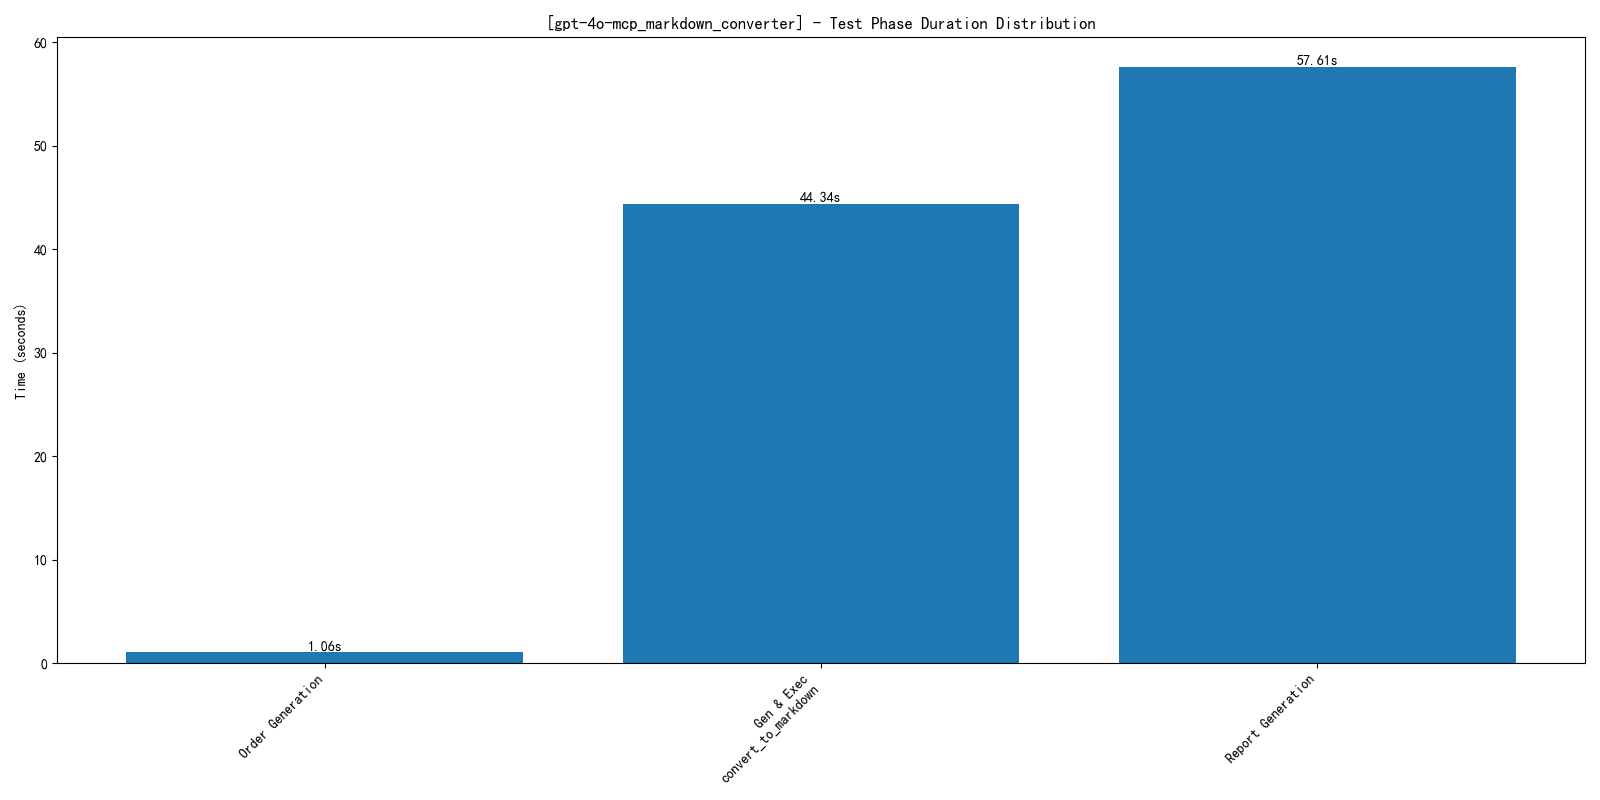 [gpt-4o-mcp_markdown_converter] - Test Phase Duration Distribution
Time (seconds)
60
50
40
30
20
10
0
1.06s
44.34s
57.61s
Order Generation
Gen & Exec
convert_to_markdown
Report Generation